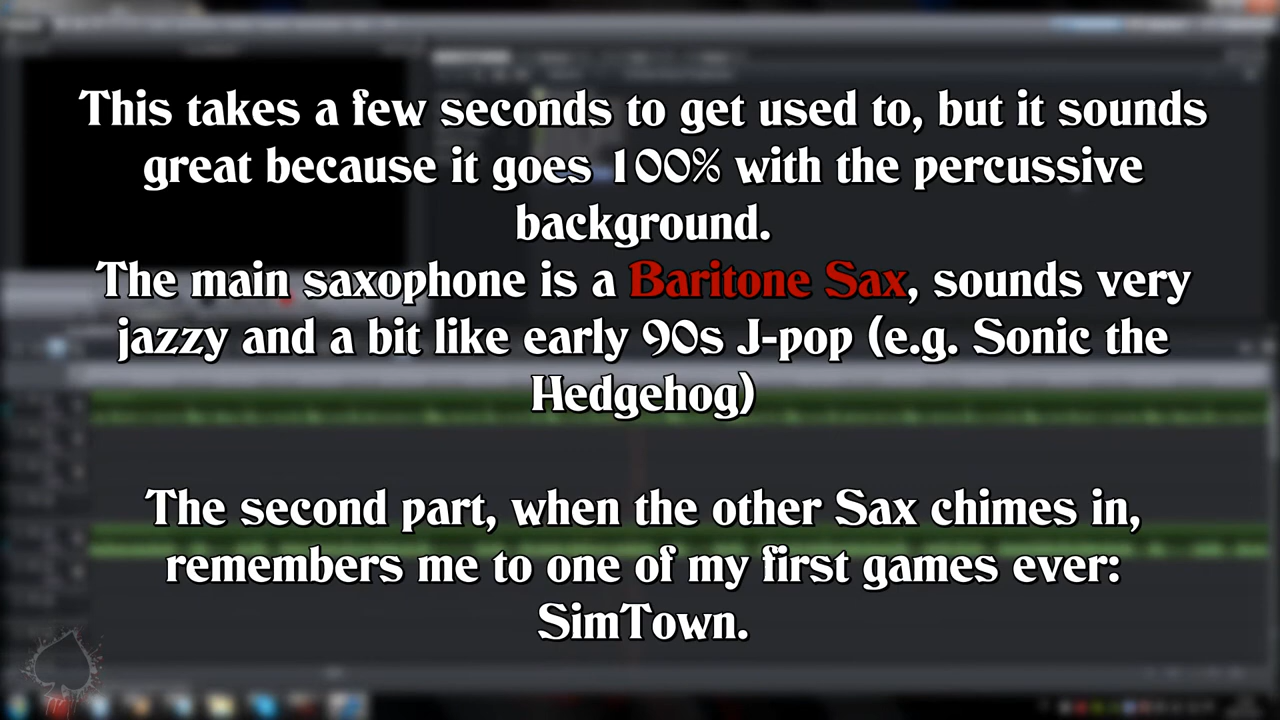 This takes a few seconds to get used to, but it sounds
great because it goes 100% with the percussive
background.
The main saxophone is a Baritone Sax, sounds very
jazzy and a bit like early 90s J-pop (e.g. Sonic the
Hedgehog)
The second part, when the other Sax chimes in,
remembers me to one of my first games ever:
SimTown.